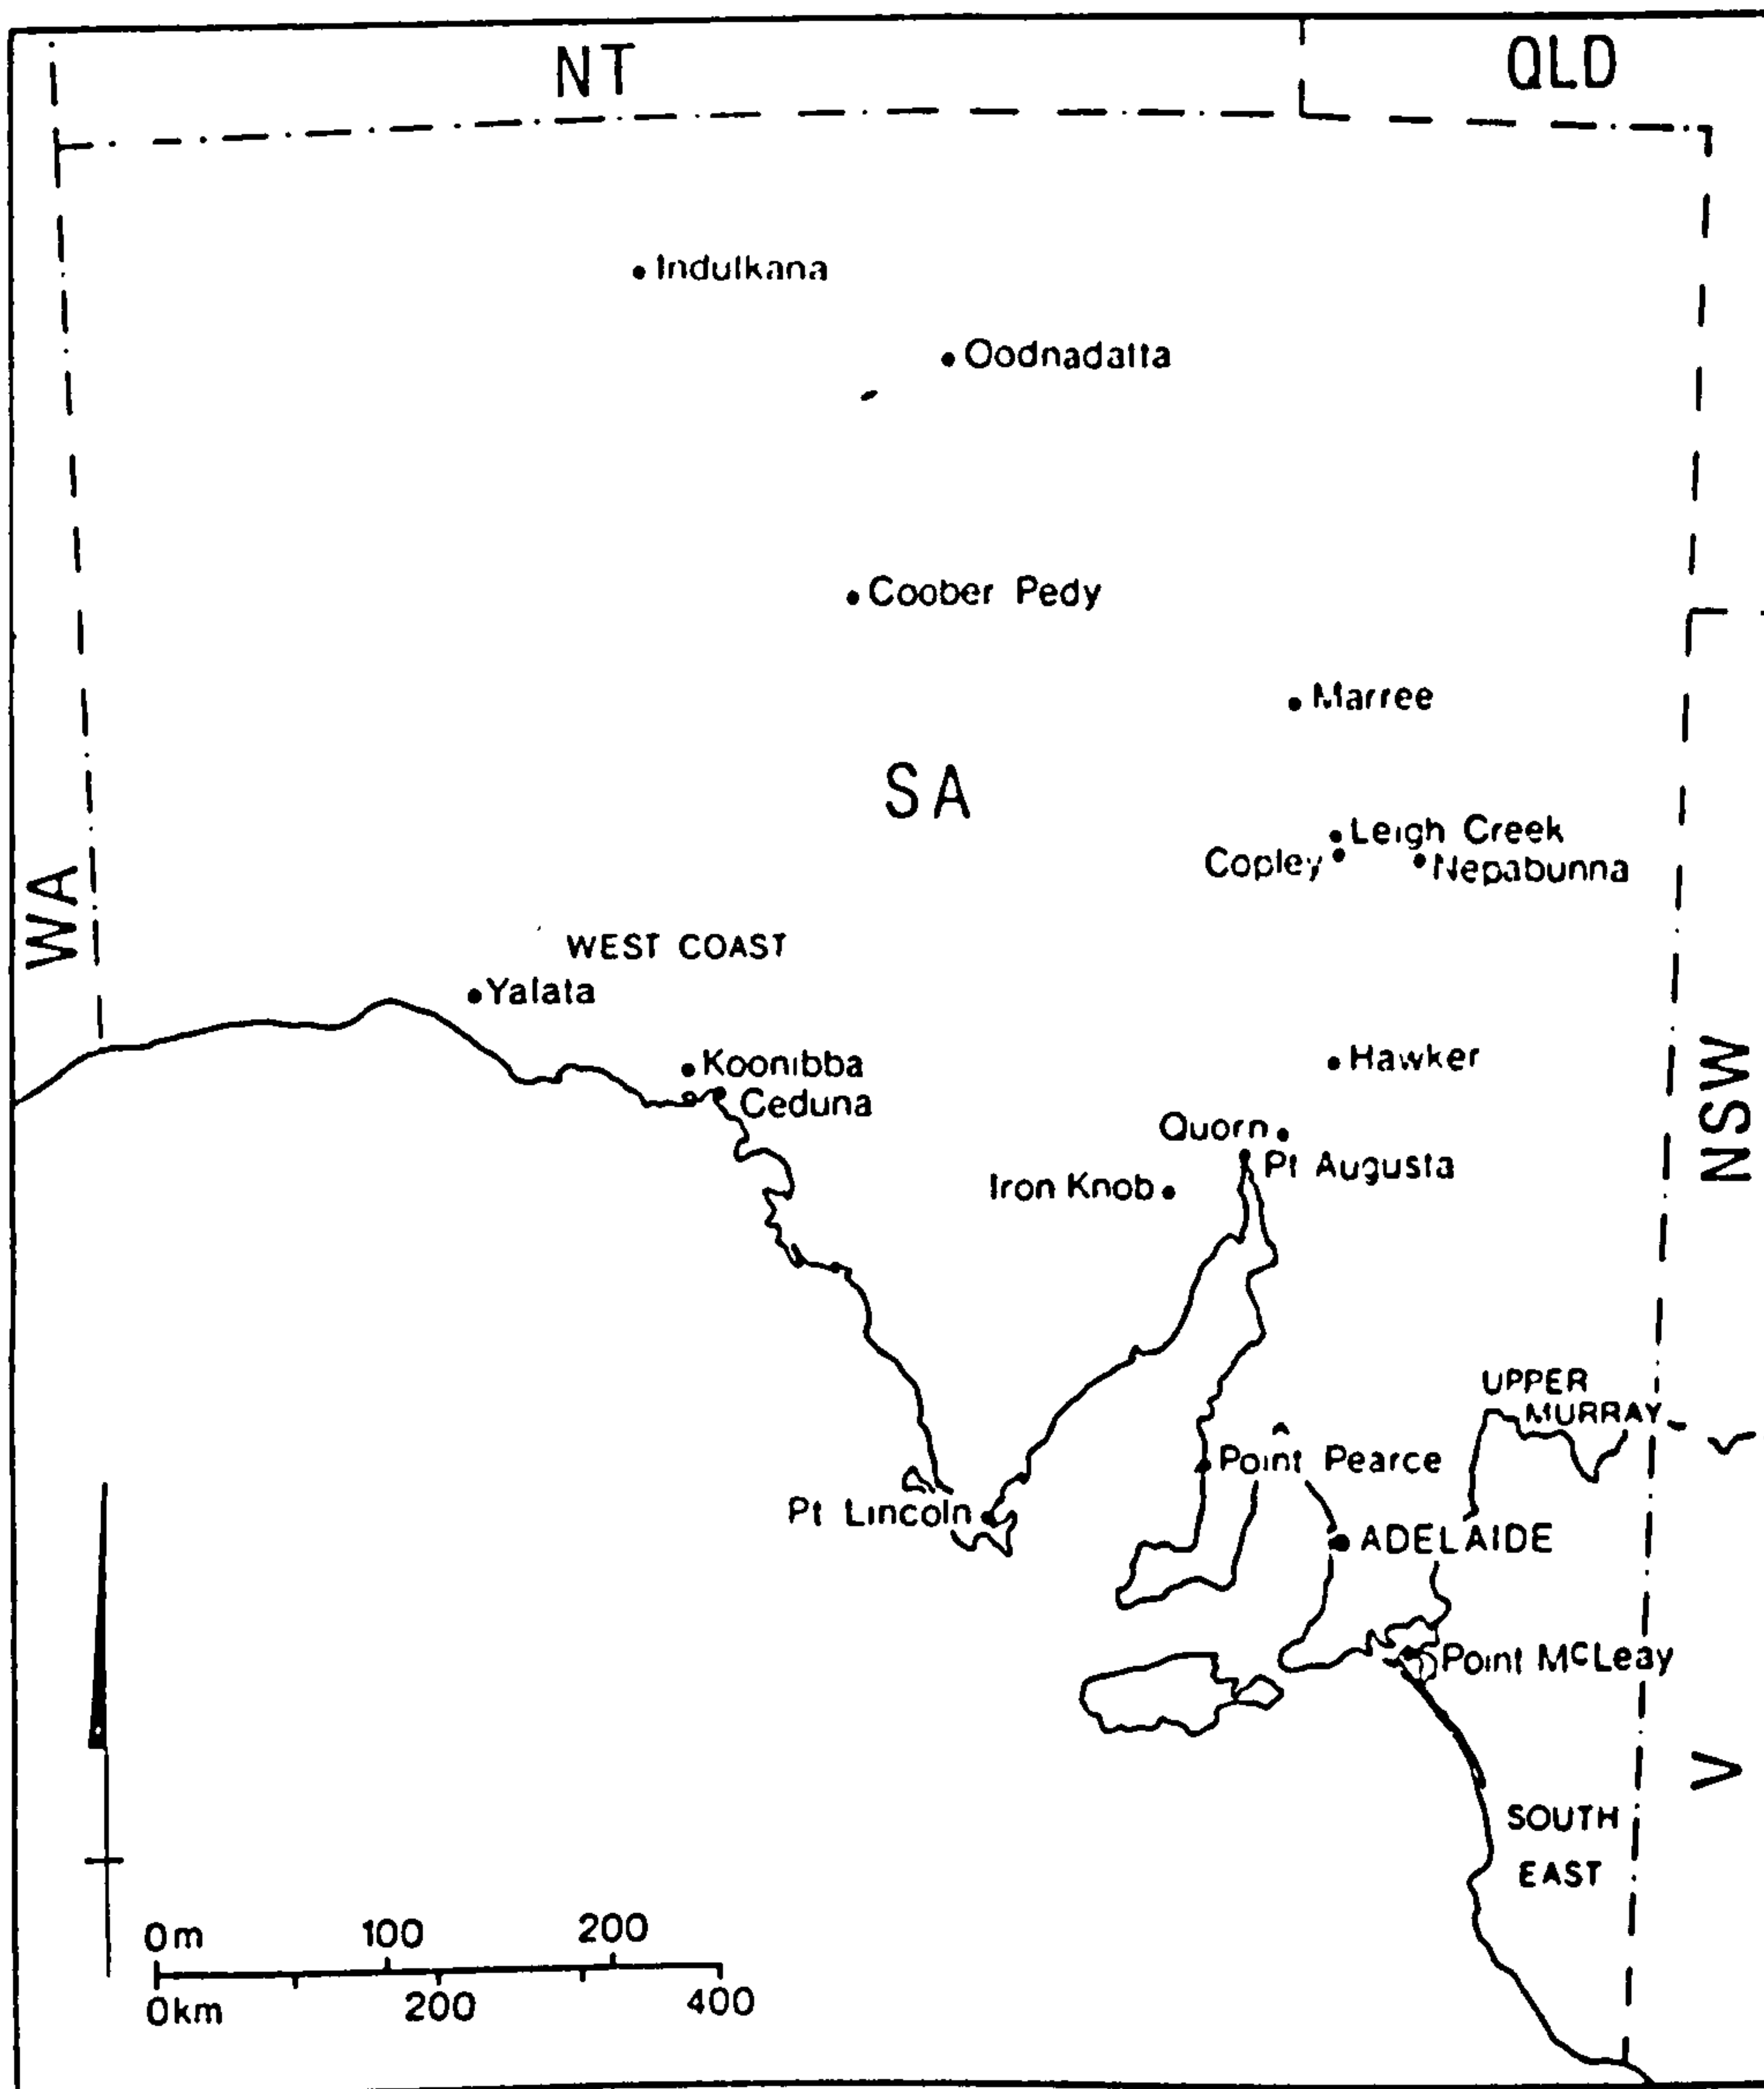 NT
QLD
Indulkana
Oodnadatta
Coober Pedy
Marree
SA
Leigh Creek
Copley
Nepabunna
WA
WEST COAST
Yalata
Koonibba
Ceduna
Hawker
Quorn
Pt Augusta
Iron Knob
NSW
UPPER
MURRAY
Point Pearce
Pt Lincoln
ADELAIDE
Point McLeay
V
SOUTH
EAST
0m 100 200
0km 200 400